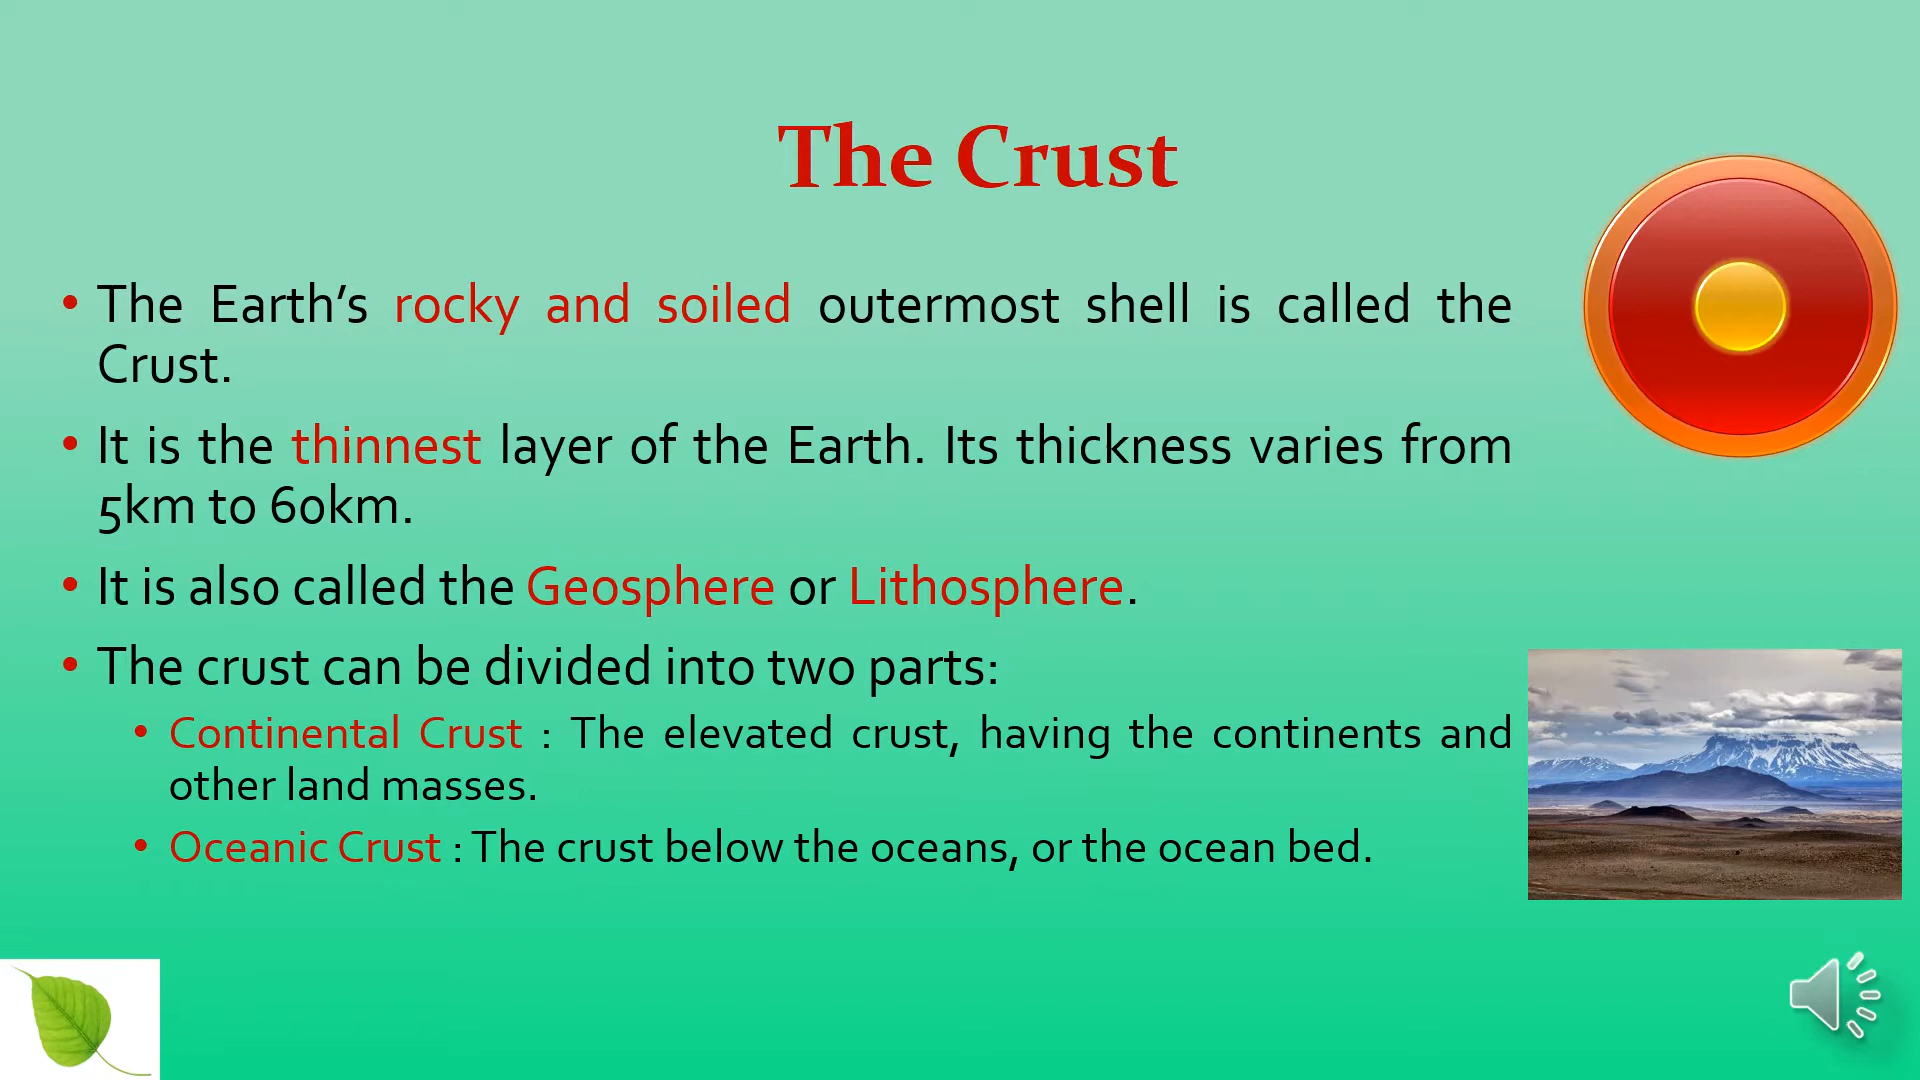 The Crust
• The Earth’s rocky and soiled outermost shell is called the
Crust.
• It is the thinnest layer of the Earth. Its thickness varies from
5km to 60km.
• It is also called the Geosphere or Lithosphere.
• The crust can be divided into two parts:
• Continental Crust : The elevated crust, having the continents and
other land masses.
• Oceanic Crust : The crust below the oceans, or the ocean bed.